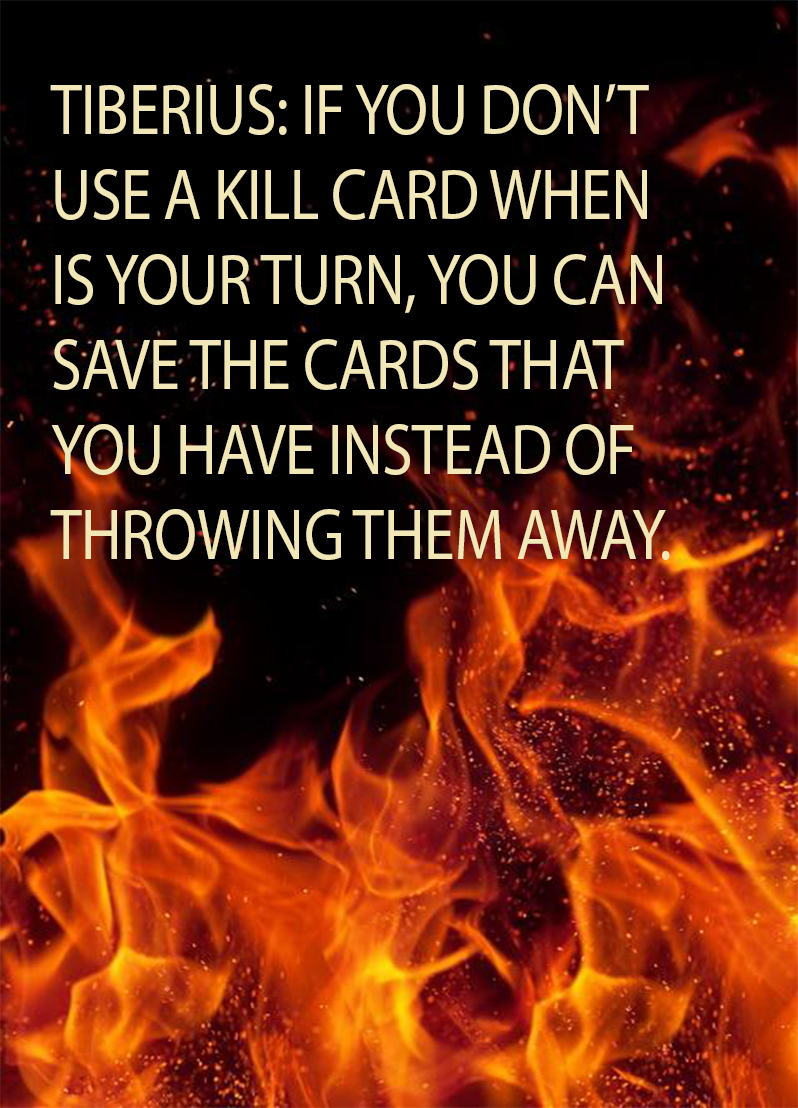 TIBERIUS: IF YOU DON’T
USE A KILL CARD WHEN
IS YOUR TURN, YOU CAN
SAVE THE CARDS THAT
YOU HAVE INSTEAD OF
THROWING THEM AWAY.